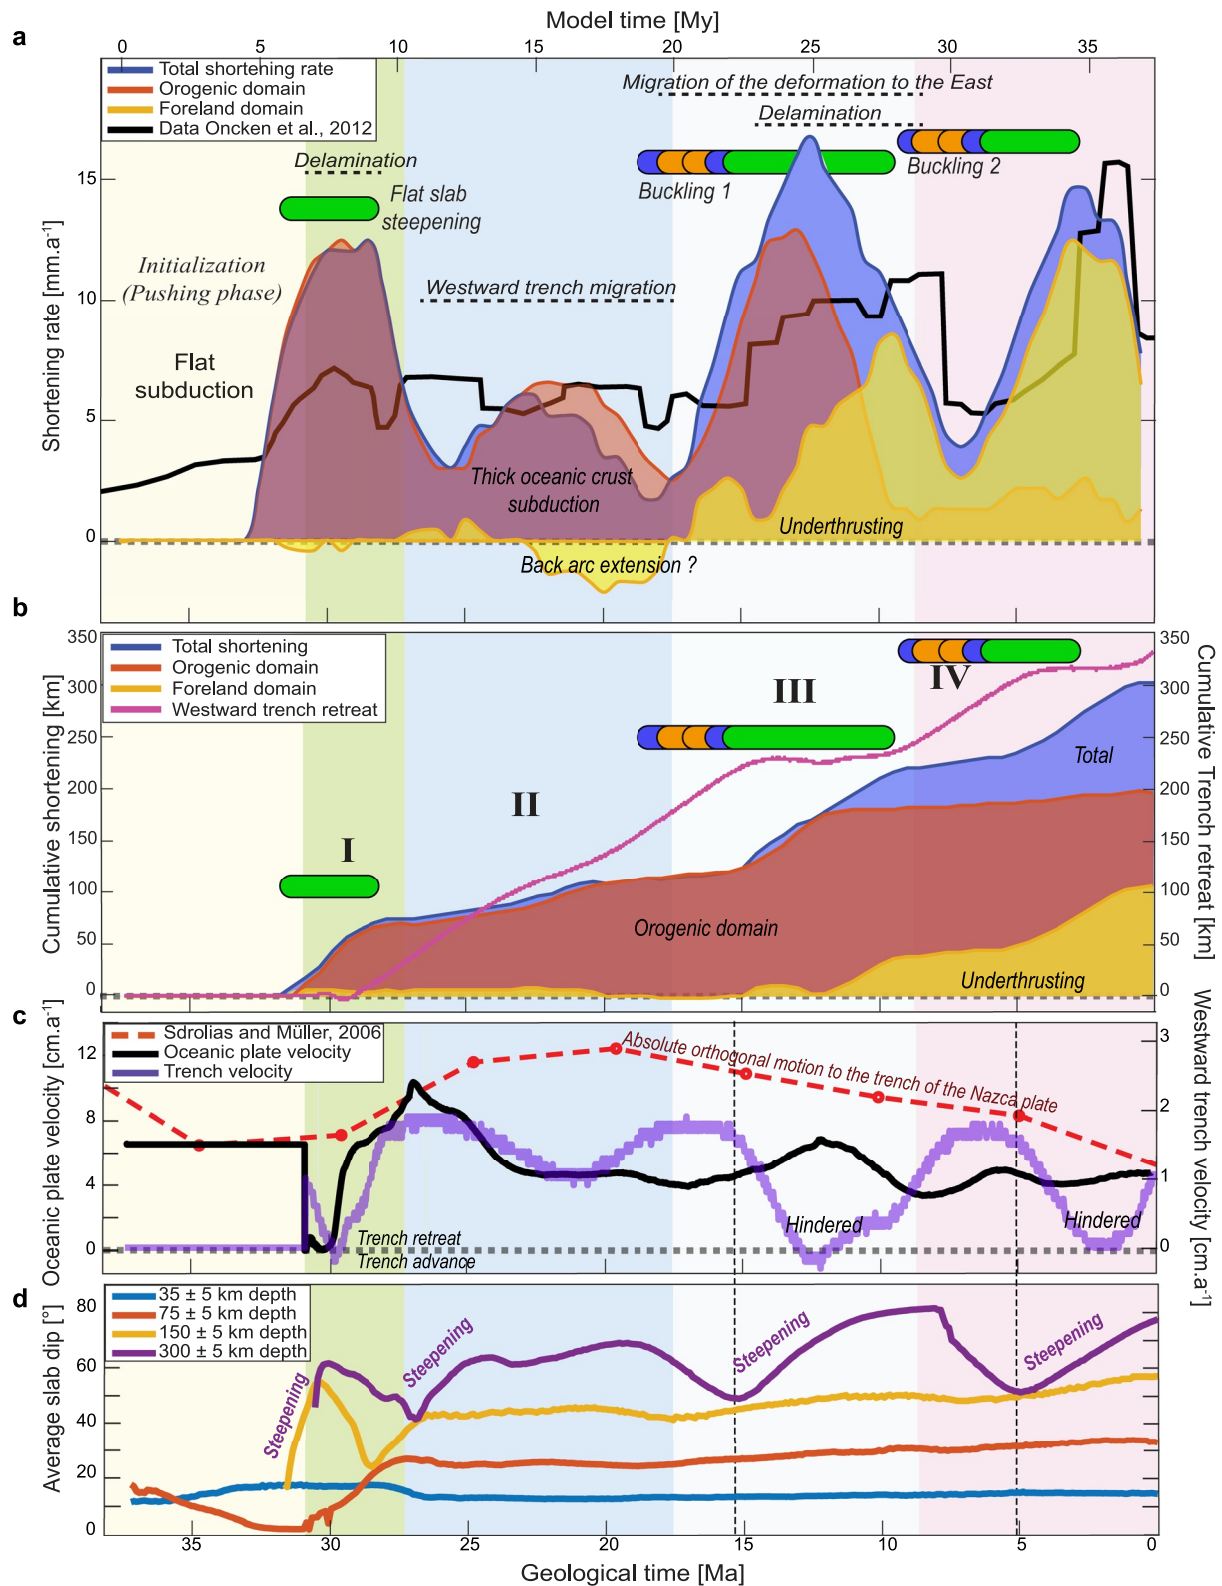 Model time [My]
a
0 5 10 15 20 25 30 35
Total shortening rate
Orogenic domain
Foreland domain
Data Oncken et al., 2012
Migration of the deformation to the East
Delamination
Delamination
Buckling 1
Buckling 2
Flat slab
steepening
Initialization
(Pushing phase)
Westward trench migration
Flat
subduction
Thick oceanic crust
subduction
Underthrusting
Back arc extension ?
Shortening rate [mm.a⁻¹]
15
10
5
0
b
Total shortening
Orogenic domain
Foreland domain
Westward trench retreat
I
II
III
IV
Total
Orogenic domain
Underthrusting
Cumulative shortening [km]
350
300
250
200
150
100
50
0
Cumulative Trench
retreat [km]
350
300
250
200
150
100
50
0
c
Sdrolias and Müller, 2006
Oceanic plate velocity
Trench velocity
Absolute orthogonal motion to the trench of the Nazca plate
Hindered
Hindered
Trench retreat
Trench advance
Oceanic plate velocity [cm.a⁻¹]
12
8
4
0
Westward trench velocity [cm.a⁻¹]
3
2
1
0
d
35 ± 5 km depth
75 ± 5 km depth
150 ± 5 km depth
300 ± 5 km depth
Steepening
Steepening
Steepening
Steepening
Average slab dip [°]
80
60
40
20
0
35 30 25 20 15 10 5 0
Geological time [Ma]